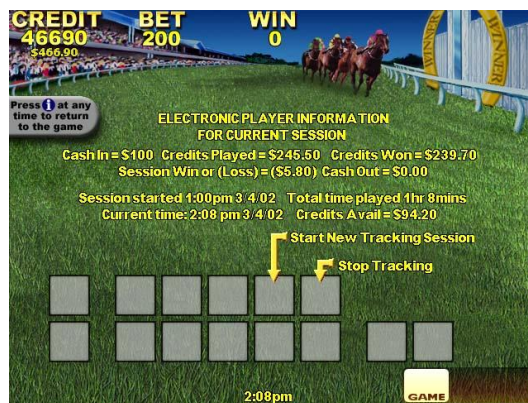 CREDIT BET WIN
46690 200 0
$466.90
WINNER WINNER
Press i at any
time to return
to the game
ELECTRONIC PLAYER INFORMATION
FOR CURRENT SESSION
Cash In = $100 Credits Played = $245.50 Credits Won = $239.70
Session Win or (Loss) = ($5.80) Cash Out = $0.00
Session started 1:00pm 3/4/02 Total time played 1hr 8mins
Current time: 2:08 pm 3/4/02 Credits Avail = $94.20
Start New Tracking Session
Stop Tracking
2:08pm
GAME